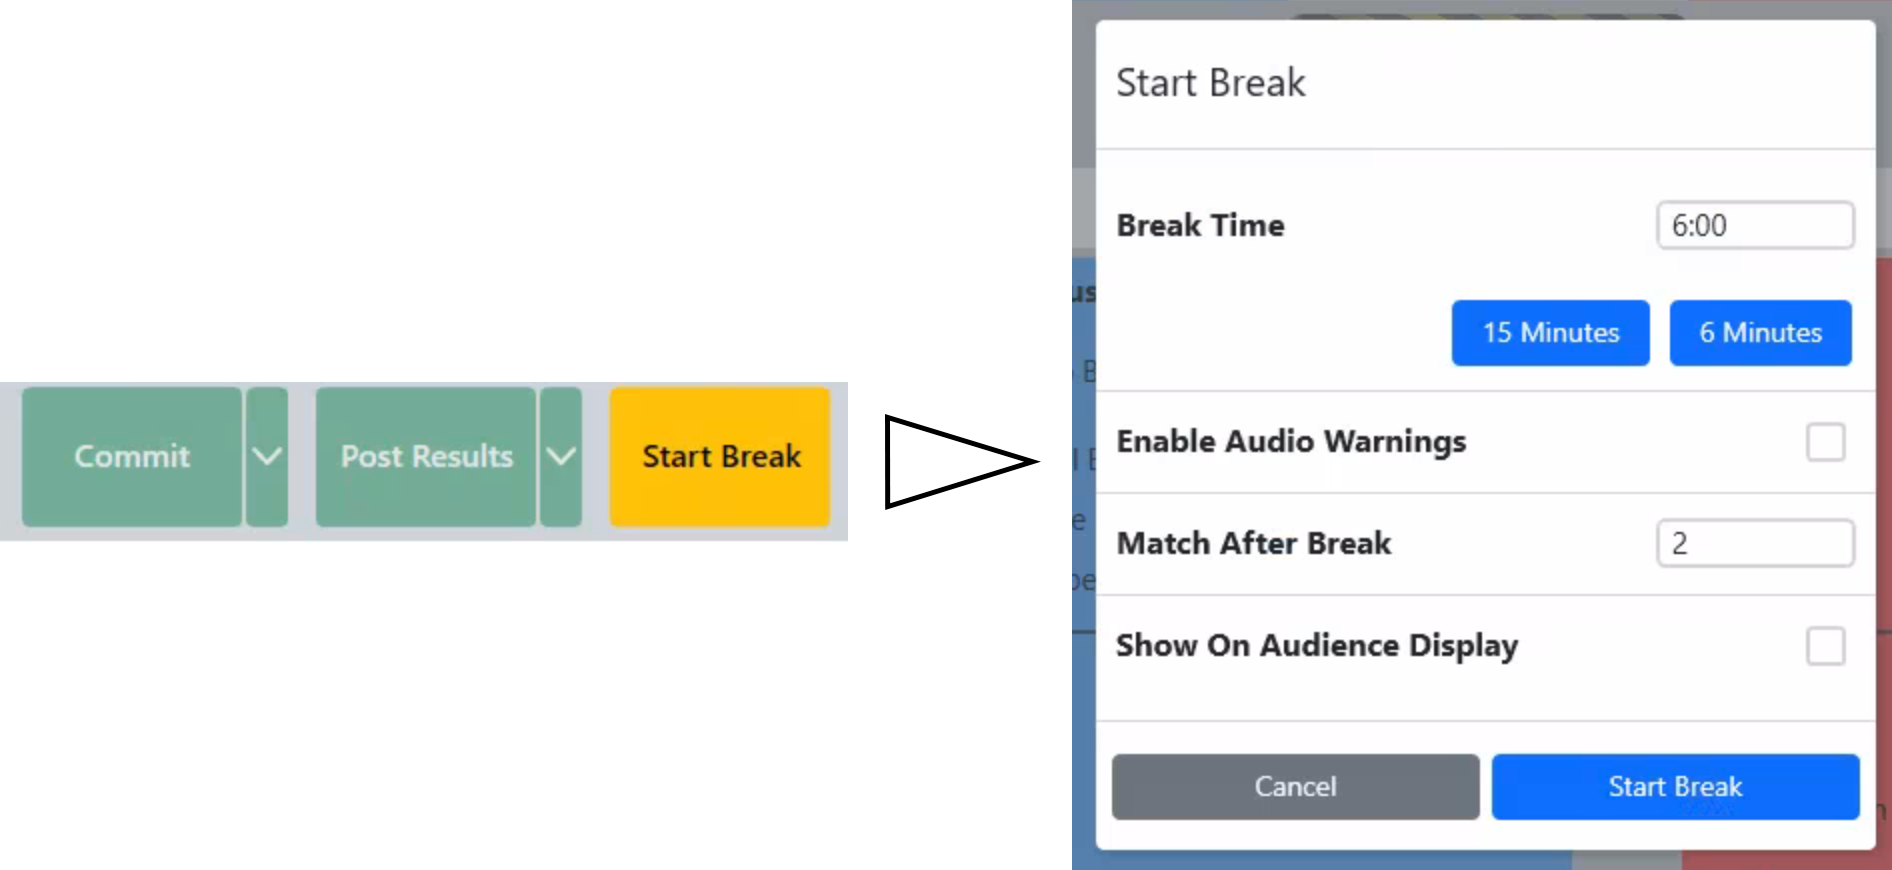 Commit
Post Results
Start Break
Start Break
Break Time
6:00
15 Minutes
6 Minutes
Enable Audio Warnings
Match After Break
2
Show On Audience Display
Cancel
Start Break